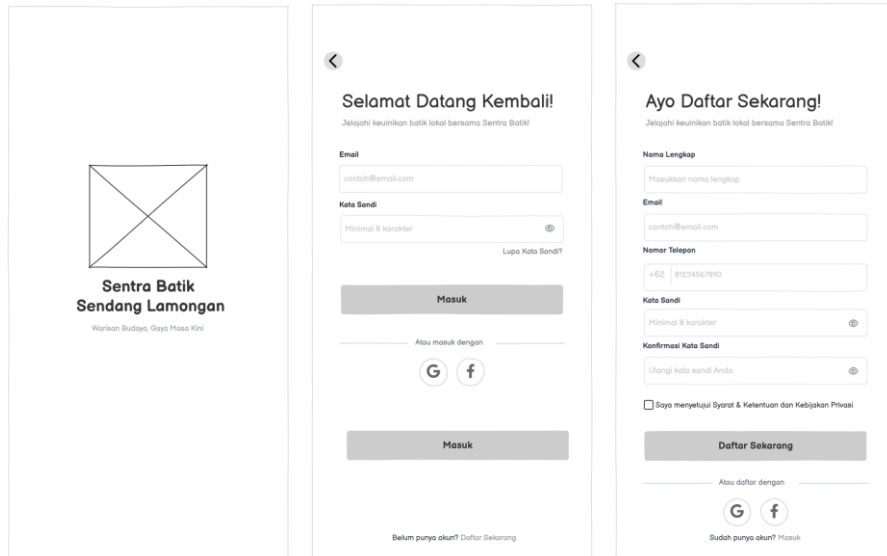 Sentra Batik
Sendang Lamongan
Warisan Budaya, Gaya Masa Kini
Selamat Datang Kembali!
Jelajahi keuinikan batik lokal bersama Sentra Batik!
Email
contoh@email.com
Kata Sandi
Minimal 8 karakter
Lupa Kata Sandi?
Masuk
Atau masuk dengan
G f
Masuk
Belum punya akun? Daftar Sekarang
Ayo Daftar Sekarang!
Jelajahi keuinikan batik lokal bersama Sentra Batik!
Nama Lengkap
Masukkan nama lengkap
Email
contoh@email.com
Nomor Telepon
+62 81234567890
Kata Sandi
Minimal 8 karakter
Konfirmasi Kata Sandi
Ulangi kata sandi Anda
Saya menyetujui Syarat & Ketentuan dan Kebijakan Privasi
Daftar Sekarang
Atau daftar dengan
G f
Sudah punya akun? Masuk